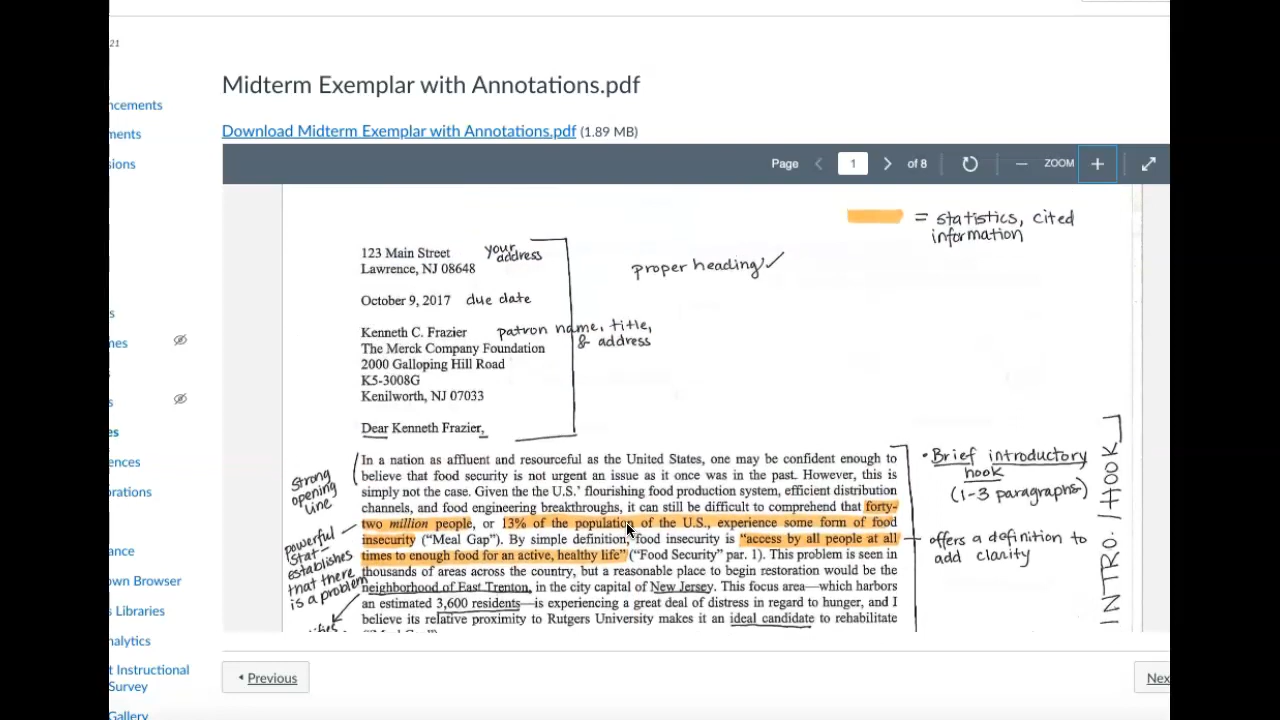 21
Midterm Exemplar with Annotations.pdf
ncements
Download Midterm Exemplar with Annotations.pdf (1.89 MB)
ments
sions
Page 1 of 8 ZOOM
= statistics, cited
information
123 Main Street your
Lawrence, NJ 08648 address
proper heading ✓
October 9, 2017 due date
Kenneth C. Frazier patron name, title,
The Merck Company Foundation & address
2000 Galloping Hill Road
K5-3008G
Kenilworth, NJ 07033
Dear Kenneth Frazier,
s
mes
s
es
ences
orations
ance
own Browser
s Libraries
nalytics
t Instructional
Survey
Gallery
Strong
opening
line
In a nation as affluent and resourceful as the United States, one may be confident enough to
believe that food security is not urgent an issue as it once was in the past. However, this is
simply not the case. Given the the U.S.' flourishing food production system, efficient distribution
channels, and food engineering breakthroughs, it can still be difficult to comprehend that forty-
two million people, or 13% of the population of the U.S., experience some form of food
insecurity (“Meal Gap”). By simple definition, food insecurity is “access by all people at all
times to enough food for an active, healthy life” (“Food Security” par. 1). This problem is seen in
thousands of areas across the country, but a reasonable place to begin restoration would be the
neighborhood of East Trenton, in the city capital of New Jersey. This focus area—which harbors
an estimated 3,600 residents—is experiencing a great deal of distress in regard to hunger, and I
believe its relative proximity to Rutgers University makes it an ideal candidate to rehabilitate
powerful
stat-
establishes
that there
is a problem
• Brief introductory
hook
(1-3 paragraphs)
offers a definition to
add clarity
INTRO. / HOOK
Previous
Nex